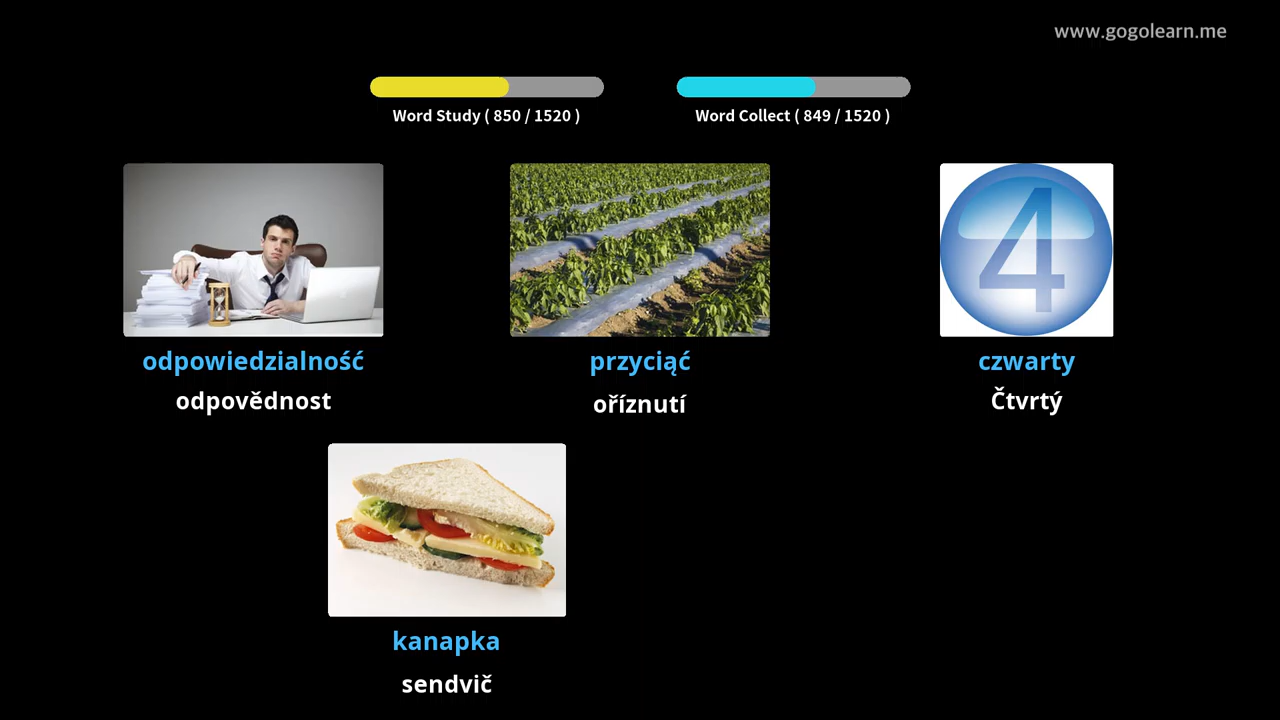 www.gogolearn.me
Word Study ( 850 / 1520 )
Word Collect ( 849 / 1520 )
4
odpowiedzialność
przyciąć
czwarty
odpovědnost
oříznutí
Čtvrtý
kanapka
sendvič